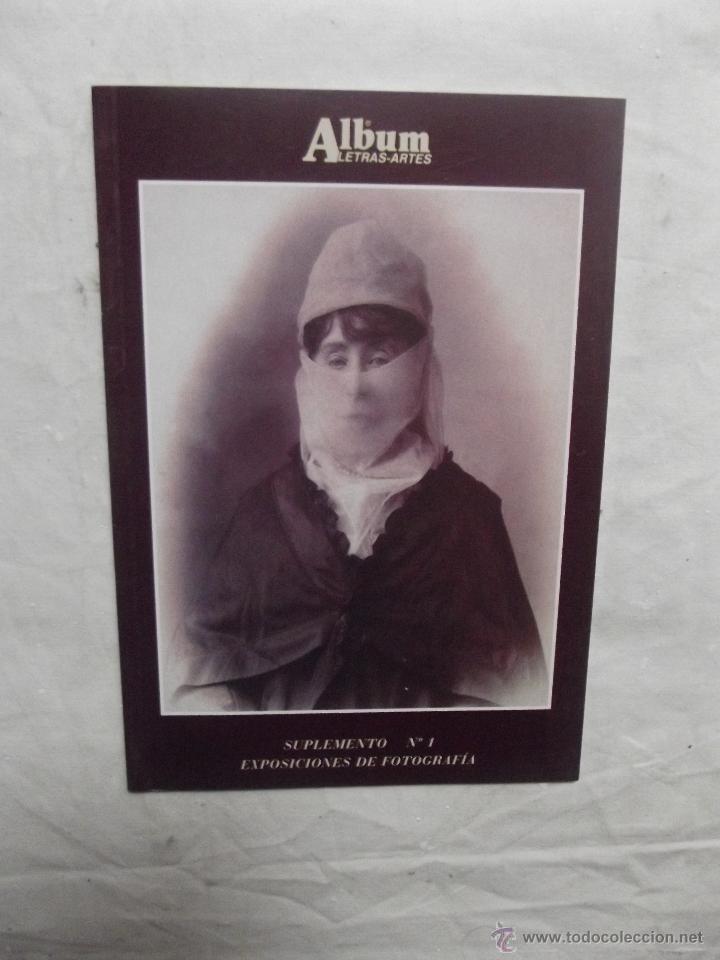 Album
LETRAS-ARTES
SUPLEMENTO Nº 1
EXPOSICIONES DE FOTOGRAFÍA
www.todocoleccion.net